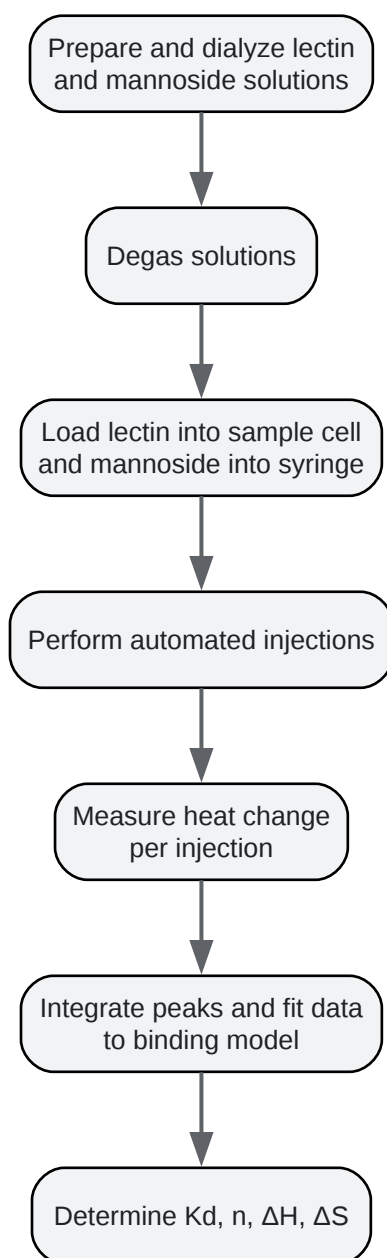 Prepare and dialyze lectin
and mannoside solutions
Degas solutions
Load lectin into sample cell
and mannoside into syringe
Perform automated injections
Measure heat change
per injection
Integrate peaks and fit data
to binding model
Determine Kd, n, ΔH, ΔS